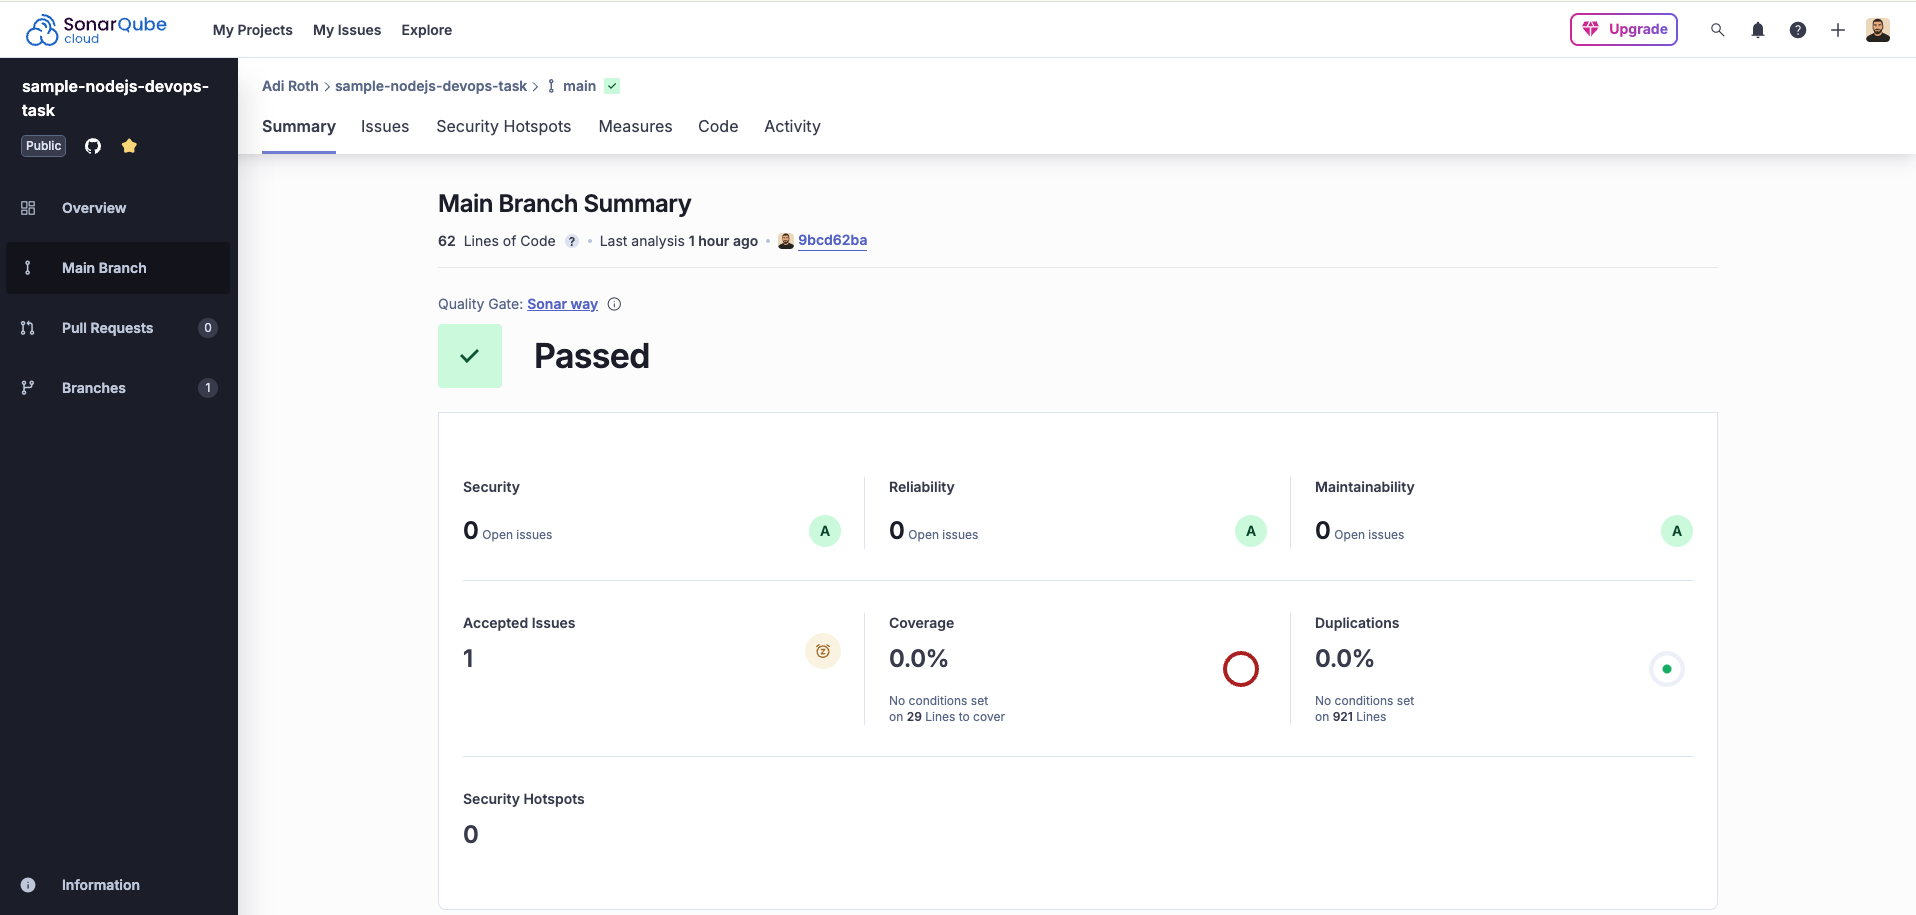 SonarQube cloud
My Projects My Issues Explore
Upgrade
sample-nodejs-devops-task
Public
Overview
Main Branch
Pull Requests 0
Branches 1
Information
Adi Roth > sample-nodejs-devops-task > main
Summary Issues Security Hotspots Measures Code Activity
Main Branch Summary
62 Lines of Code ? • Last analysis 1 hour ago • 9bcd62ba
Quality Gate: Sonar way
Passed
Security
0 Open issues A
Reliability
0 Open issues A
Maintainability
0 Open issues A
Accepted Issues
1
Coverage
0.0%
No conditions set
on 29 Lines to cover
Duplications
0.0%
No conditions set
on 921 Lines
Security Hotspots
0